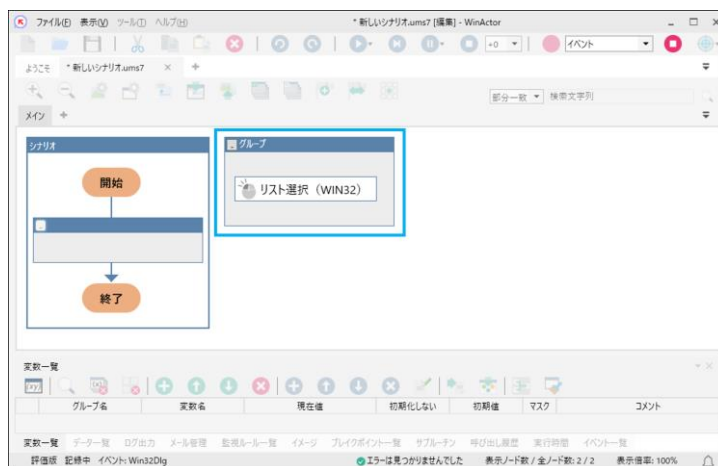 ファイル(F) 表示(V) ツール(T) ヘルプ(H) * 新しいシナリオ.ums7 [編集] - WinActor
+0 イベント
ようこそ * 新しいシナリオ.ums7 × +
部分一致 検索文字列
メイン +
シナリオ
グループ
開始
リスト選択（WIN32）
終了
変数一覧
グループ名 変数名 現在値 初期化しない 初期値 マスク コメント
変数一覧 データ一覧 ログ出力 メール管理 監視ルール一覧 イメージ ブレイクポイント一覧 サブルーチン 呼び出し履歴 実行時間 イベント一覧
評価版 記録中 イベント: Win32Dlg エラーは見つかりませんでした 表示ノード数 / 全ノード数: 2 / 2 表示倍率: 100%